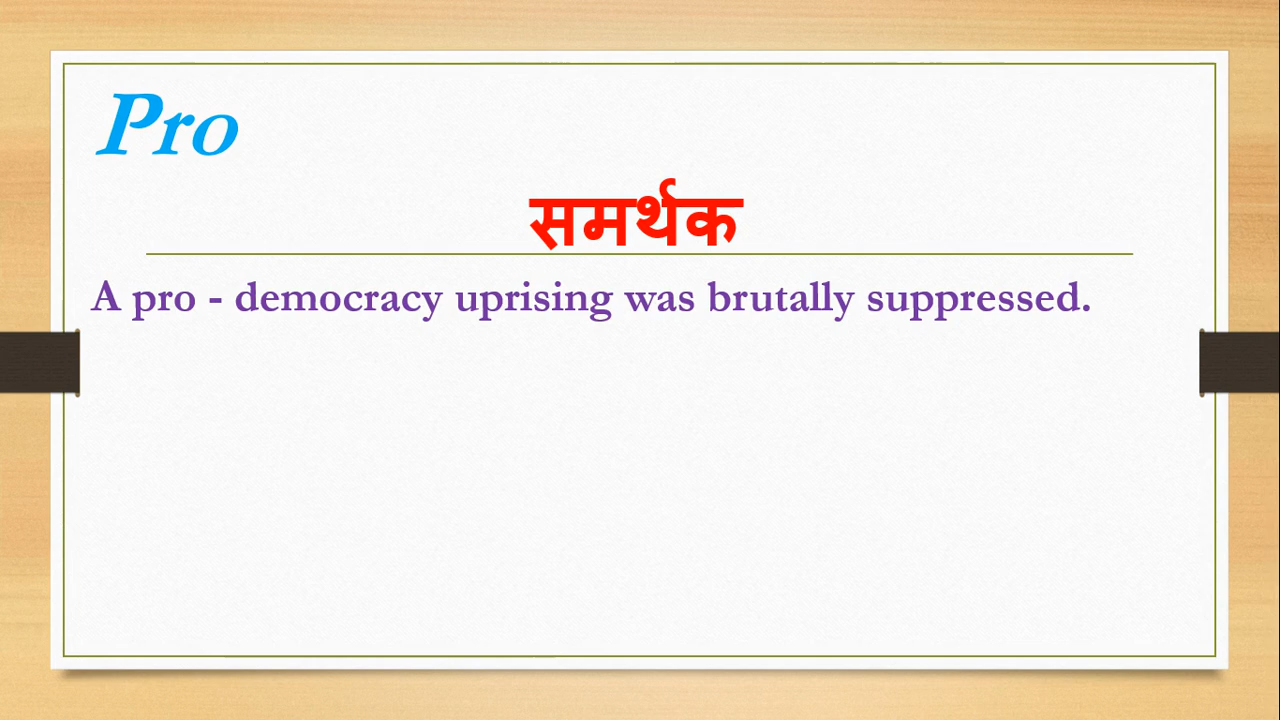 Pro
समर्थक
A pro - democracy uprising was brutally suppressed.